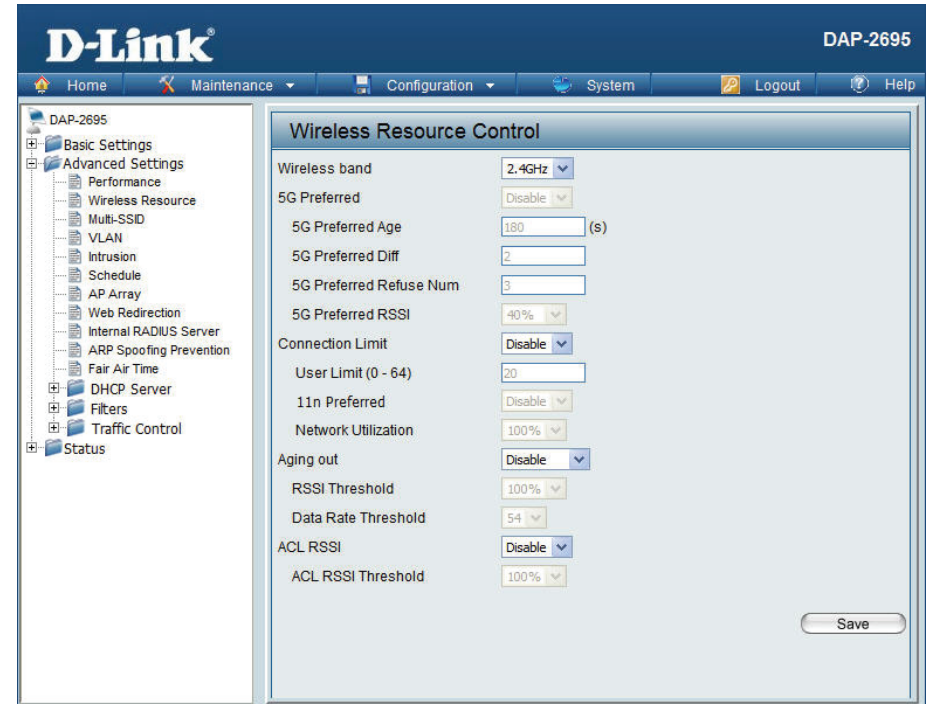 D-Link®
DAP-2695
Home Maintenance Configuration System Logout Help
DAP-2695
Basic Settings
Advanced Settings
Performance
Wireless Resource
Multi-SSID
VLAN
Intrusion
Schedule
AP Array
Web Redirection
Internal RADIUS Server
ARP Spoofing Prevention
Fair Air Time
DHCP Server
Filters
Traffic Control
Status
Wireless Resource Control
Wireless band 2.4GHz
5G Preferred Disable
5G Preferred Age 180 (s)
5G Preferred Diff 2
5G Preferred Refuse Num 3
5G Preferred RSSI 40%
Connection Limit Disable
User Limit (0 - 64) 20
11n Preferred Disable
Network Utilization 100%
Aging out Disable
RSSI Threshold 100%
Data Rate Threshold 54
ACL RSSI Disable
ACL RSSI Threshold 100%
Save